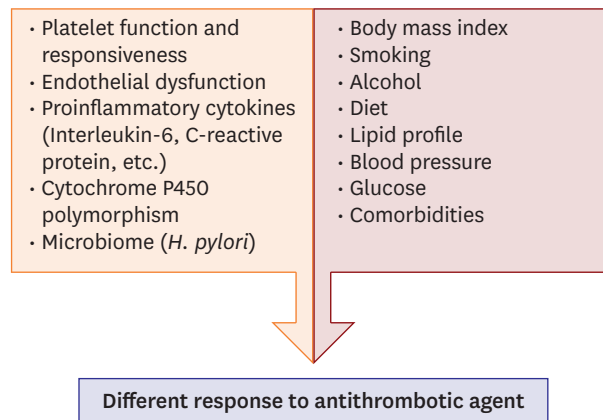 · Platelet function and
responsiveness
· Endothelial dysfunction
· Proinflammatory cytokines
(Interleukin-6, C-reactive
protein, etc.)
· Cytochrome P450
polymorphism
· Microbiome (H. pylori)
· Body mass index
· Smoking
· Alcohol
· Diet
· Lipid profile
· Blood pressure
· Glucose
· Comorbidities
Different response to antithrombotic agent